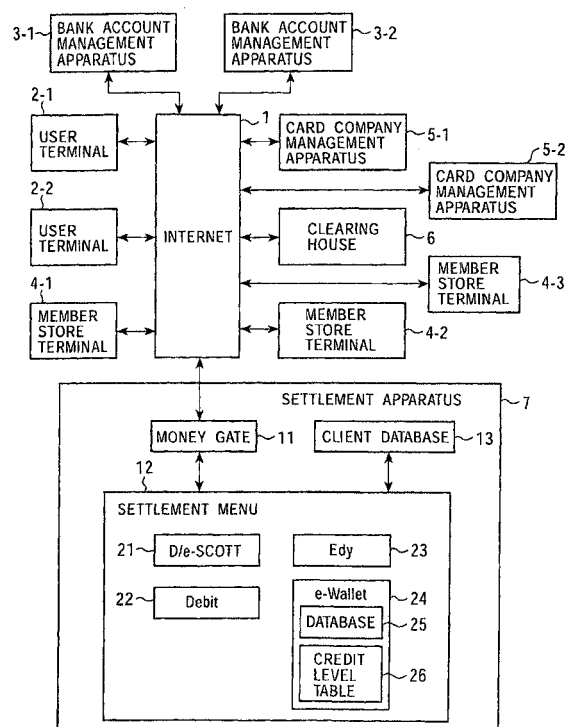 3-1
BANK ACCOUNT
MANAGEMENT
APPARATUS
BANK ACCOUNT
MANAGEMENT
APPARATUS
3-2
2-1
USER
TERMINAL
1
INTERNET
CARD COMPANY
MANAGEMENT
APPARATUS
5-1
5-2
CARD COMPANY
MANAGEMENT
APPARATUS
2-2
USER
TERMINAL
CLEARING
HOUSE
6
MEMBER
STORE
TERMINAL
4-3
4-1
MEMBER
STORE
TERMINAL
MEMBER
STORE
TERMINAL
4-2
SETTLEMENT APPARATUS
7
MONEY GATE
11
CLIENT DATABASE
13
12
SETTLEMENT MENU
21
D/e-SCOTT
Edy
23
22
Debit
e-Wallet
24
DATABASE
25
CREDIT
LEVEL
TABLE
26